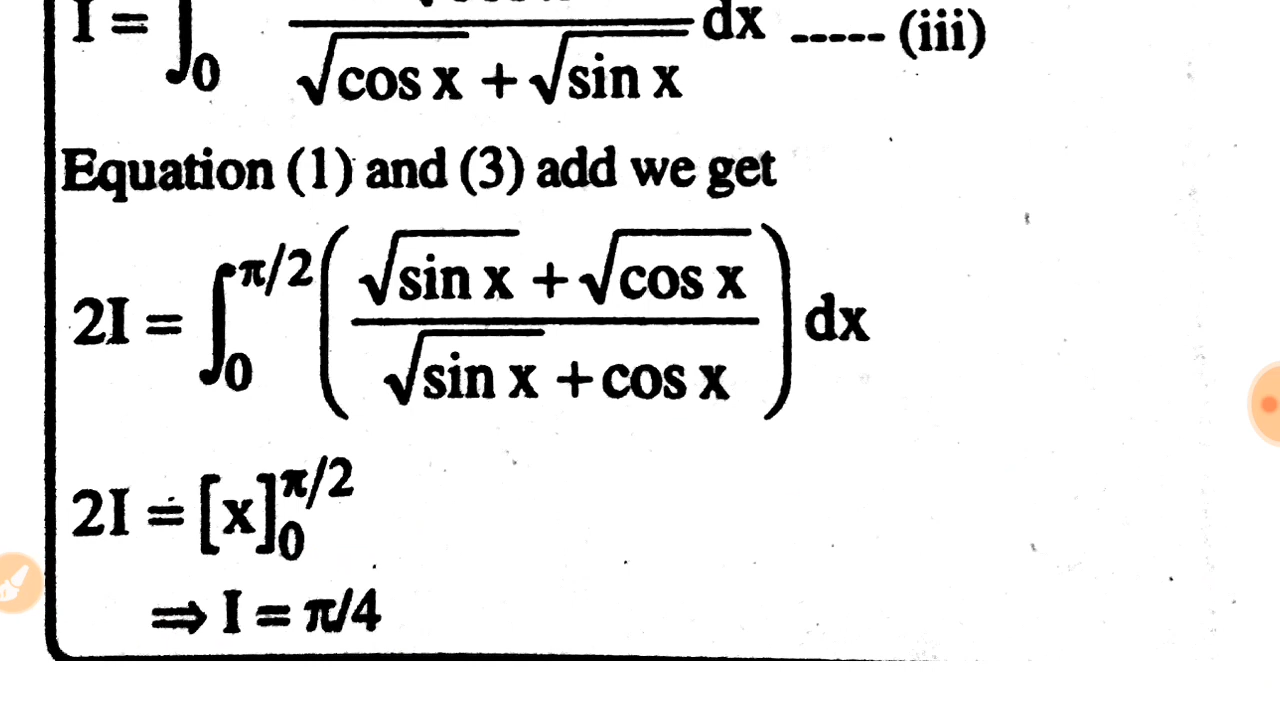 I = ∫₀ dx ----- (iii)
√cos x + √sin x
Equation (1) and (3) add we get
2I = ∫₀^π/2 ( (√sin x + √cos x) / (√sin x + cos x) ) dx
2I = [x]₀^π/2
⇒ I = π/4